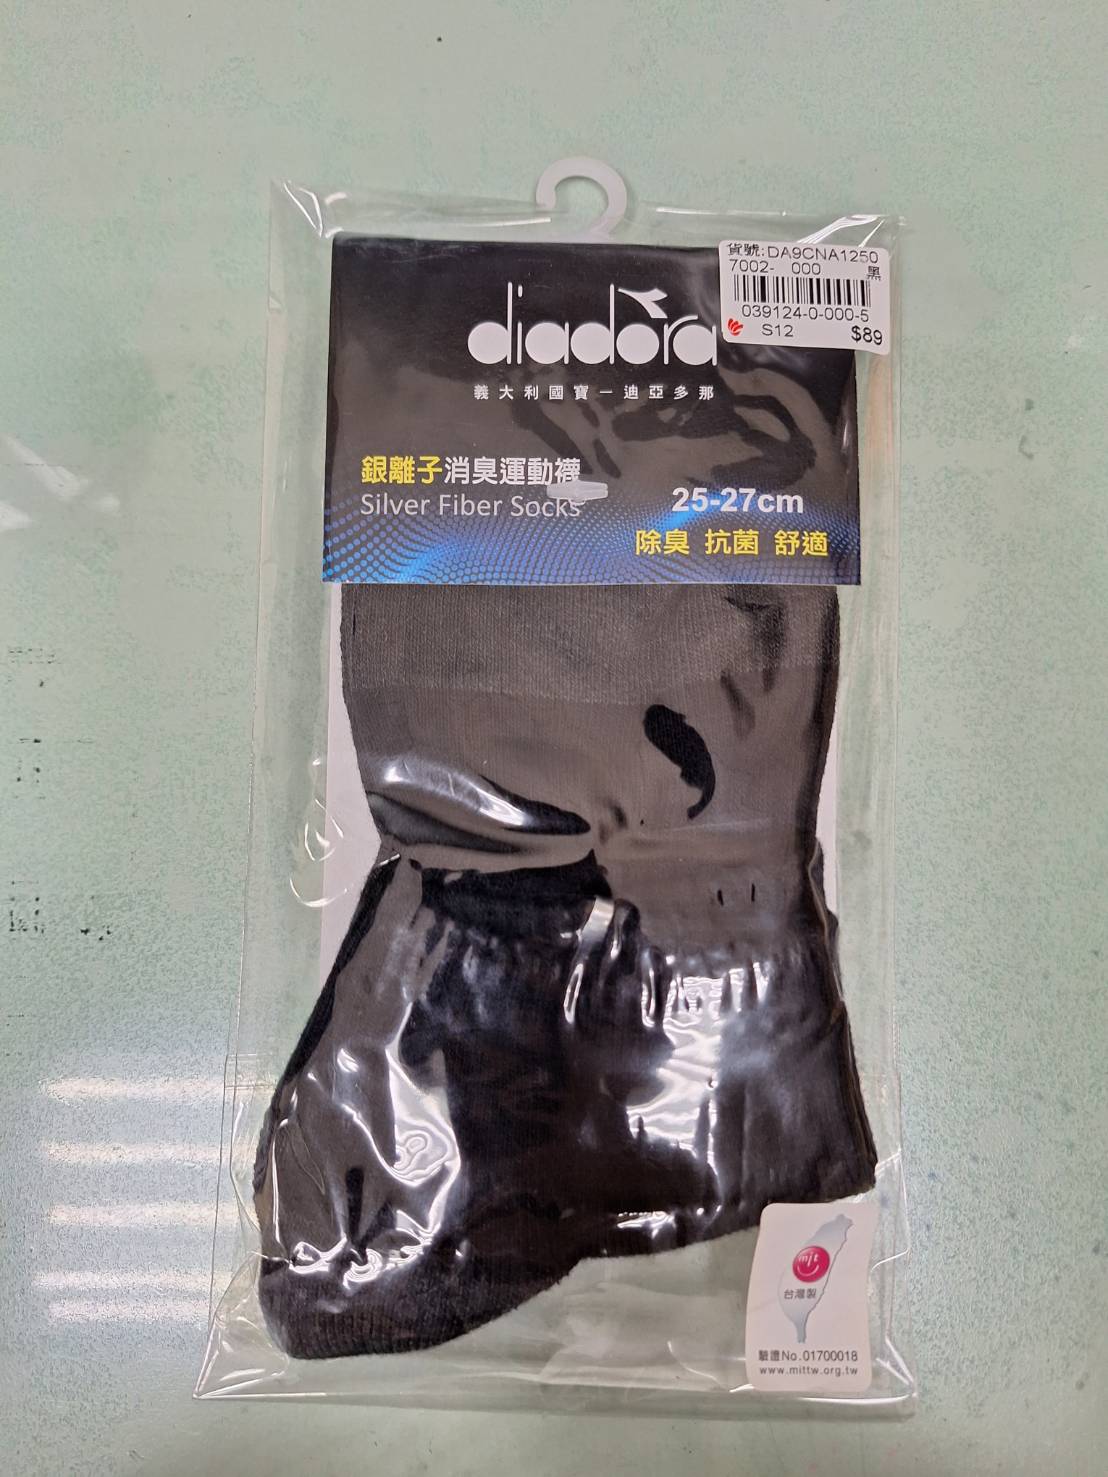 貨號:DA9CNA1250
7002- 000 黑
039124-0-000-5
S12 $89
diadora
義大利國寶－迪亞多那
銀離子消臭運動襪
Silver Fiber Socks
25-27cm
除臭 抗菌 舒適
mit
台灣製
驗證No.01700018
www.mittw.org.tw